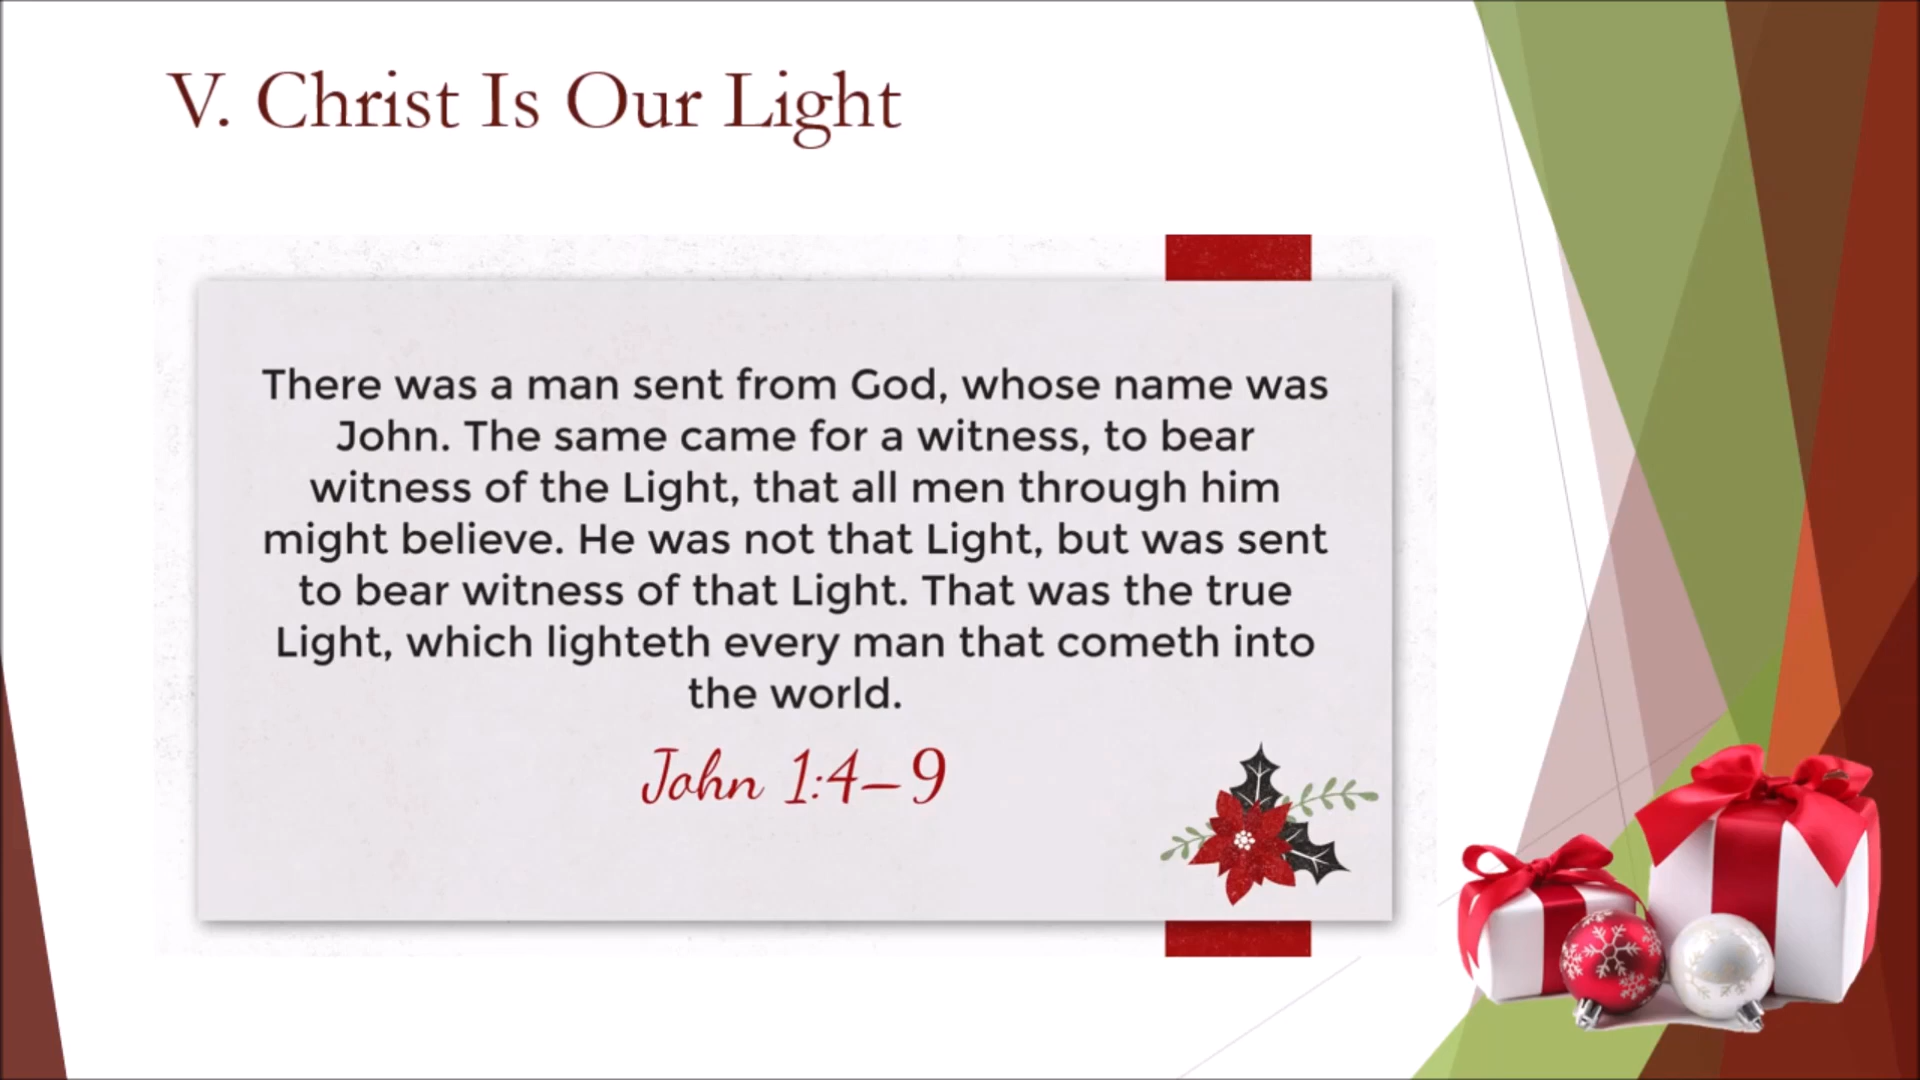 V. Christ Is Our Light
There was a man sent from God, whose name was
John. The same came for a witness, to bear
witness of the Light, that all men through him
might believe. He was not that Light, but was sent
to bear witness of that Light. That was the true
Light, which lighteth every man that cometh into
the world.
John 1:4–9